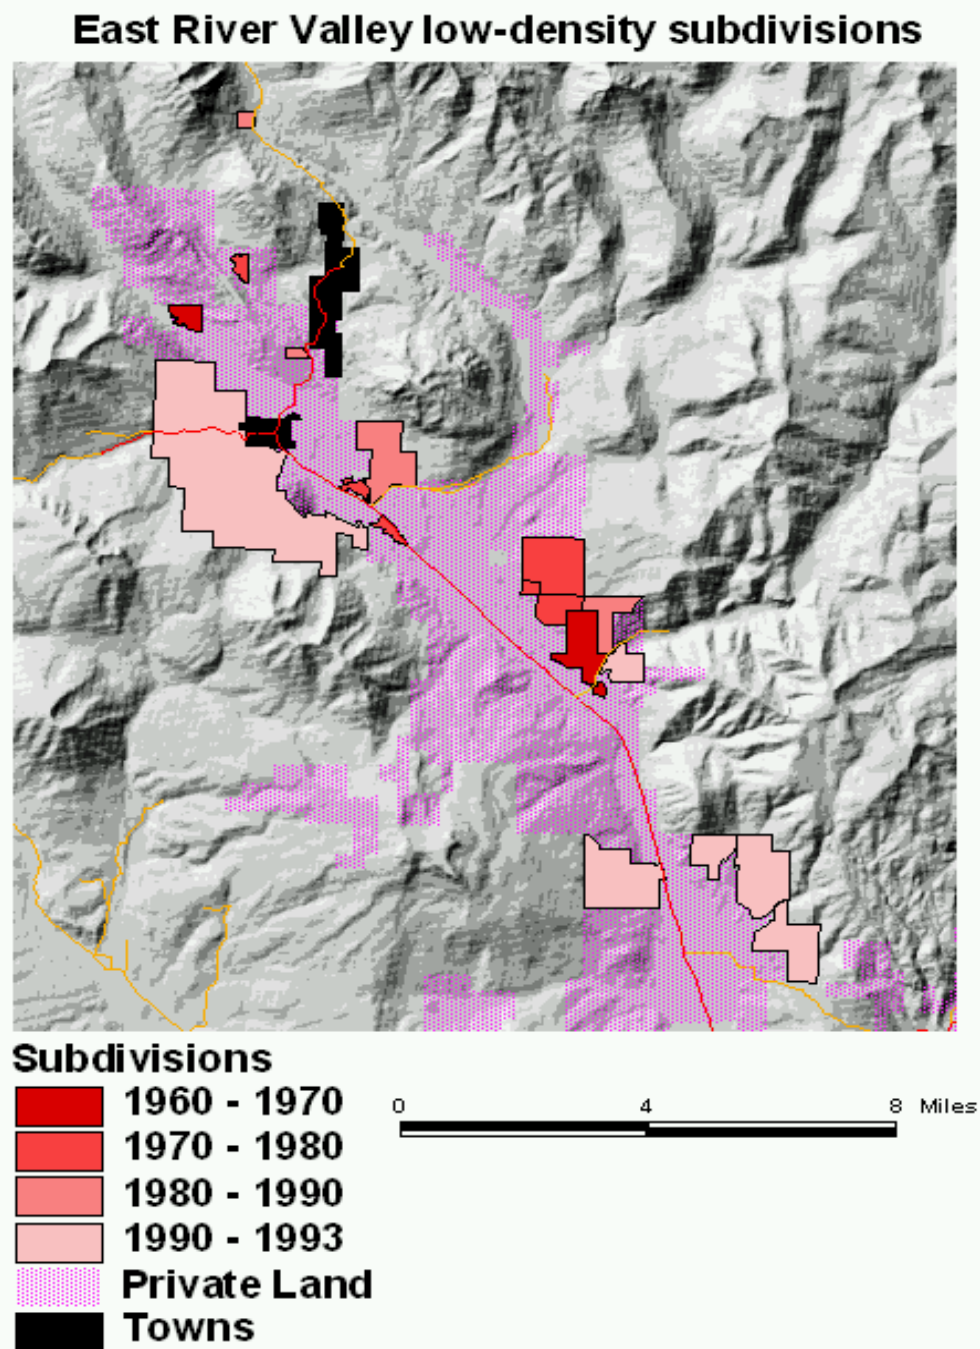 East River Valley low-density subdivisions
Subdivisions
1960 - 1970
1970 - 1980
1980 - 1990
1990 - 1993
Private Land
Towns
0 4 8 Miles